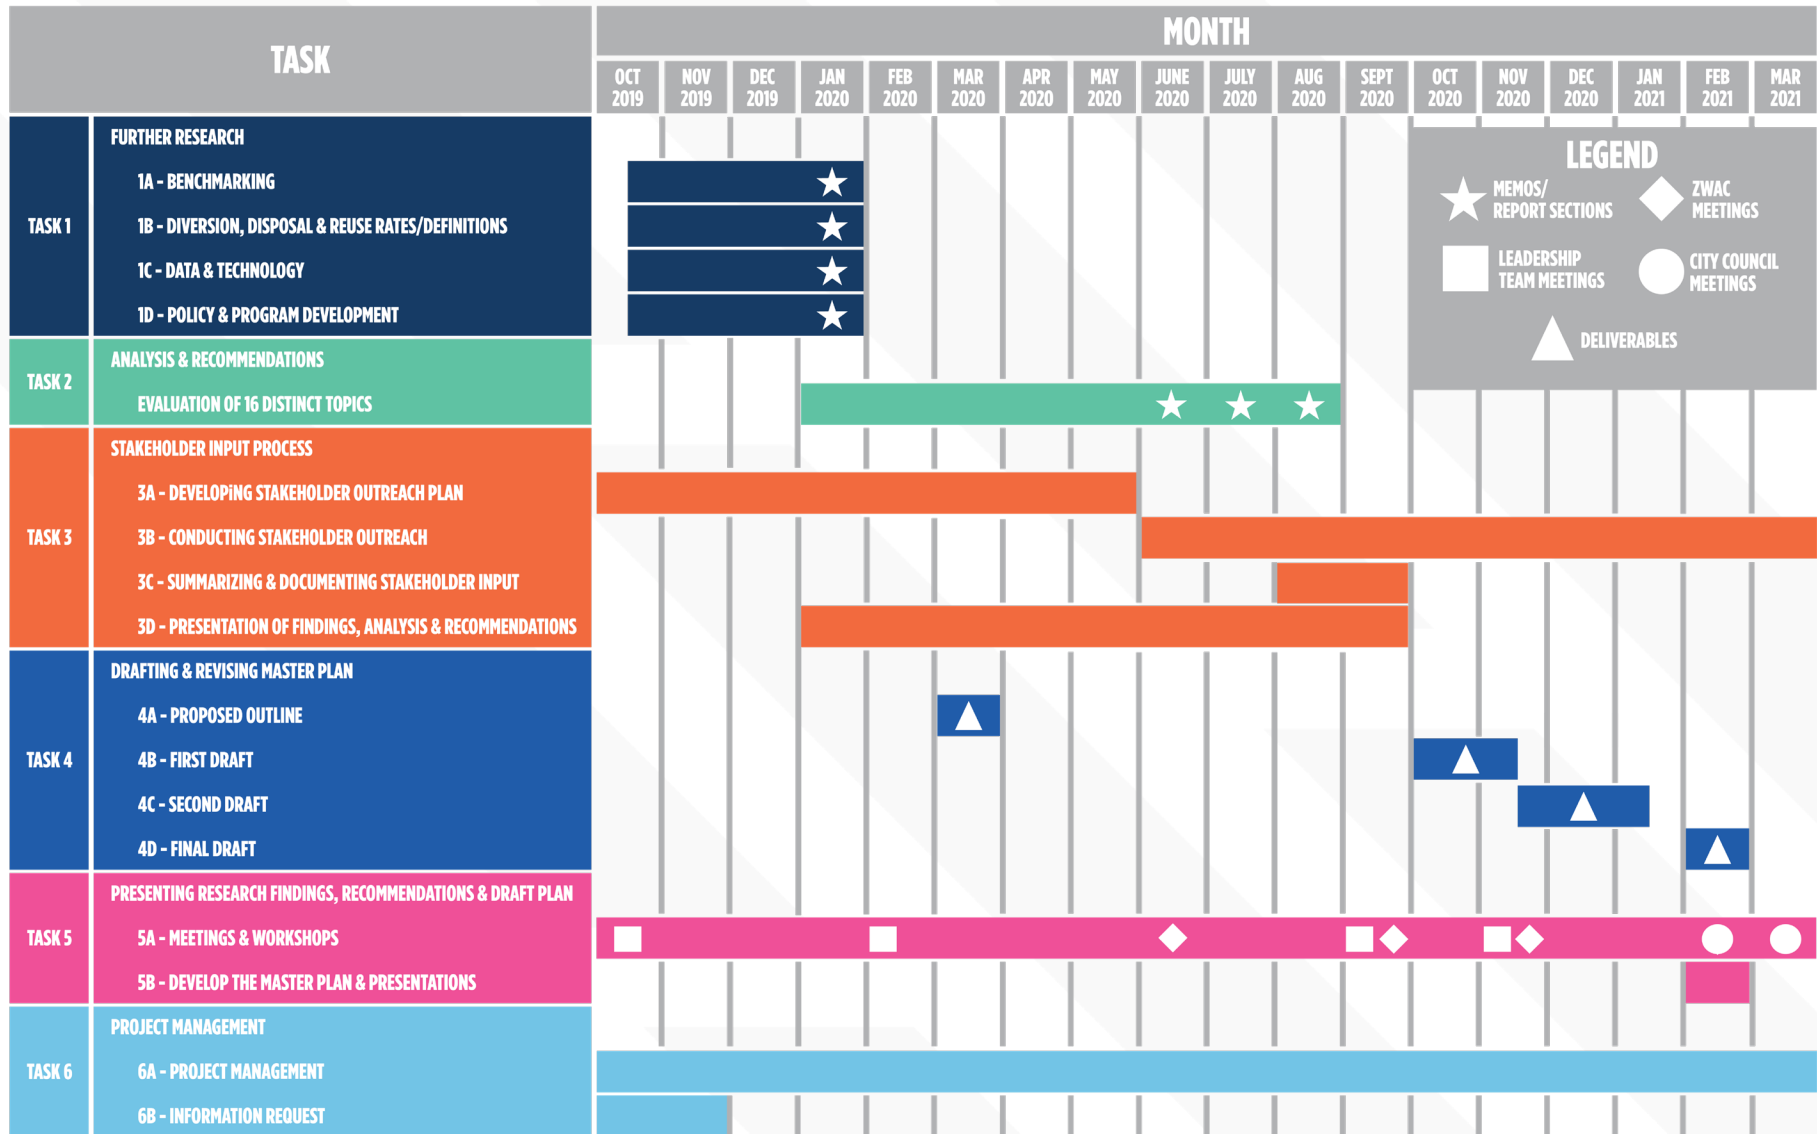 TASK
MONTH
OCT
2019
NOV
2019
DEC
2019
JAN
2020
FEB
2020
MAR
2020
APR
2020
MAY
2020
JUNE
2020
JULY
2020
AUG
2020
SEPT
2020
OCT
2020
NOV
2020
DEC
2020
JAN
2021
FEB
2021
MAR
2021
LEGEND
MEMOS/
REPORT SECTIONS
ZWAC
MEETINGS
LEADERSHIP
TEAM MEETINGS
CITY COUNCIL
MEETINGS
DELIVERABLES
TASK 1
FURTHER RESEARCH
1A - BENCHMARKING
1B - DIVERSION, DISPOSAL & REUSE RATES/DEFINITIONS
1C - DATA & TECHNOLOGY
1D - POLICY & PROGRAM DEVELOPMENT
TASK 2
ANALYSIS & RECOMMENDATIONS
EVALUATION OF 16 DISTINCT TOPICS
TASK 3
STAKEHOLDER INPUT PROCESS
3A - DEVELOPiNG STAKEHOLDER OUTREACH PLAN
3B - CONDUCTING STAKEHOLDER OUTREACH
3C - SUMMARIZING & DOCUMENTING STAKEHOLDER INPUT
3D - PRESENTATION OF FINDINGS, ANALYSIS & RECOMMENDATIONS
TASK 4
DRAFTING & REVISING MASTER PLAN
4A - PROPOSED OUTLINE
4B - FIRST DRAFT
4C - SECOND DRAFT
4D - FINAL DRAFT
TASK 5
PRESENTING RESEARCH FINDINGS, RECOMMENDATIONS & DRAFT PLAN
5A - MEETINGS & WORKSHOPS
5B - DEVELOP THE MASTER PLAN & PRESENTATIONS
TASK 6
PROJECT MANAGEMENT
6A - PROJECT MANAGEMENT
6B - INFORMATION REQUEST